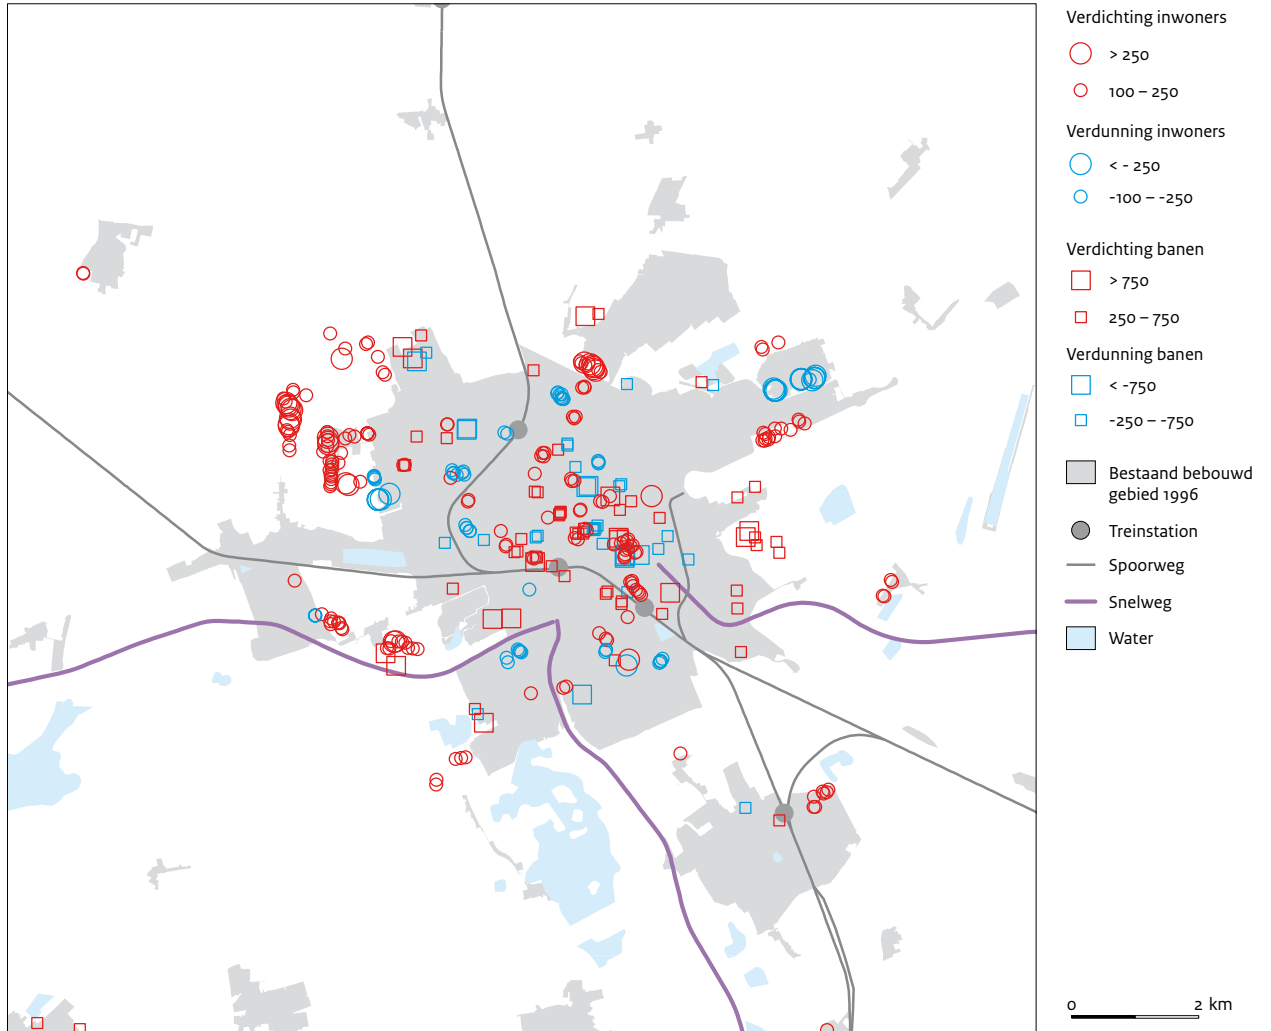 Verdichting inwoners
> 250
100 – 250
Verdunning inwoners
< - 250
-100 – -250
Verdichting banen
> 750
250 – 750
Verdunning banen
< -750
-250 – -750
Bestaand bebouwd
gebied 1996
Treinstation
Spoorweg
Snelweg
Water
0 2 km